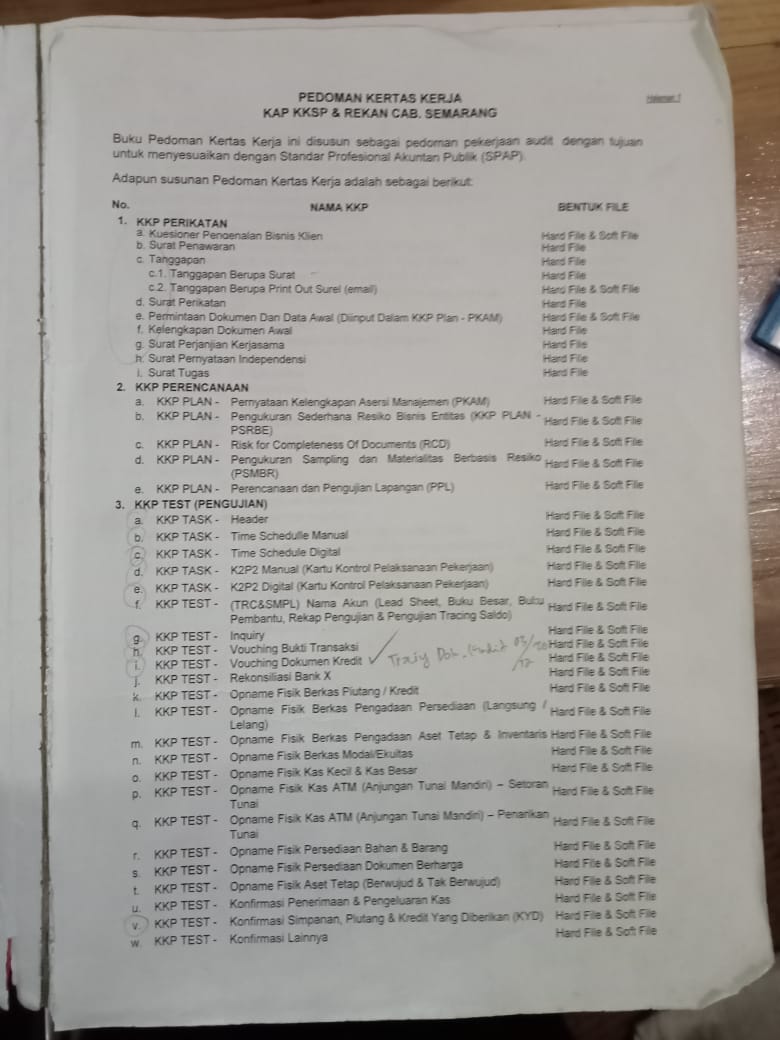 PEDOMAN KERTAS KERJA
KAP KKSP & REKAN CAB. SEMARANG
Halaman 1
Buku Pedoman Kertas Kerja ini disusun sebagai pedoman pekerjaan audit dengan tujuan
untuk menyesuaikan dengan Standar Profesional Akuntan Publik (SPAP).
Adapun susunan Pedoman Kertas Kerja adalah sebagai berikut:
No. NAMA KKP BENTUK FILE
1. KKP PERIKATAN
a. Kuesioner Pengenalan Bisnis Klien Hard File & Soft File
b. Surat Penawaran Hard File
c. Tanggapan Hard File
c.1. Tanggapan Berupa Surat Hard File
c.2. Tanggapan Berupa Print Out Surel (email) Hard File & Soft File
d. Surat Perikatan Hard File
e. Permintaan Dokumen Dan Data Awal (Diinput Dalam KKP Plan - PKAM) Hard File & Soft File
f. Kelengkapan Dokumen Awal Hard File
g. Surat Perjanjian Kerjasama Hard File
h. Surat Pernyataan Independensi Hard File
i. Surat Tugas Hard File
2. KKP PERENCANAAN
a. KKP PLAN - Pernyataan Kelengkapan Asersi Manajemen (PKAM) Hard File & Soft File
b. KKP PLAN - Pengukuran Sederhana Resiko Bisnis Entitas (KKP PLAN - Hard File & Soft File
PSRBE)
c. KKP PLAN - Risk for Completeness Of Documents (RCD) Hard File & Soft File
d. KKP PLAN - Pengukuran Sampling dan Materialitas Berbasis Resiko Hard File & Soft File
(PSMBR)
e. KKP PLAN - Perencanaan dan Pengujian Lapangan (PPL) Hard File & Soft File
3. KKP TEST (PENGUJIAN)
a. KKP TASK - Header Hard File & Soft File
b. KKP TASK - Time Schedulle Manual Hard File & Soft File
c. KKP TASK - Time Schedule Digital Hard File & Soft File
d. KKP TASK - K2P2 Manual (Kartu Kontrol Pelaksanaan Pekerjaan) Hard File & Soft File
e. KKP TASK - K2P2 Digital (Kartu Kontrol Pelaksanaan Pekerjaan) Hard File & Soft File
f. KKP TEST - (TRC&SMPL) Nama Akun (Lead Sheet, Buku Besar, Buku Hard File & Soft File
Pembantu, Rekap Pengujian & Pengujian Tracing Saldo)
g. KKP TEST - Inquiry Hard File & Soft File
h. KKP TEST - Vouching Bukti Transaksi Hard File & Soft File
i. KKP TEST - Vouching Dokumen Kredit ✓ Hard File & Soft File
j. KKP TEST - Rekonsiliasi Bank X Hard File & Soft File
k. KKP TEST - Opname Fisik Berkas Piutang / Kredit Hard File & Soft File
l. KKP TEST - Opname Fisik Berkas Pengadaan Persediaan (Langsung / Hard File & Soft File
Lelang)
m. KKP TEST - Opname Fisik Berkas Pengadaan Aset Tetap & Inventaris Hard File & Soft File
n. KKP TEST - Opname Fisik Berkas Modal/Ekuitas Hard File & Soft File
o. KKP TEST - Opname Fisik Kas Kecil & Kas Besar Hard File & Soft File
p. KKP TEST - Opname Fisik Kas ATM (Anjungan Tunai Mandiri) – Setoran Hard File & Soft File
Tunai
q. KKP TEST - Opname Fisik Kas ATM (Anjungan Tunai Mandiri) – Penarikan Hard File & Soft File
Tunai
r. KKP TEST - Opname Fisik Persediaan Bahan & Barang Hard File & Soft File
s. KKP TEST - Opname Fisik Persediaan Dokumen Berharga Hard File & Soft File
t. KKP TEST - Opname Fisik Aset Tetap (Berwujud & Tak Berwujud) Hard File & Soft File
u. KKP TEST - Konfirmasi Penerimaan & Pengeluaran Kas Hard File & Soft File
v. KKP TEST - Konfirmasi Simpanan, Piutang & Kredit Yang Diberikan (KYD) Hard File & Soft File
w. KKP TEST - Konfirmasi Lainnya Hard File & Soft File